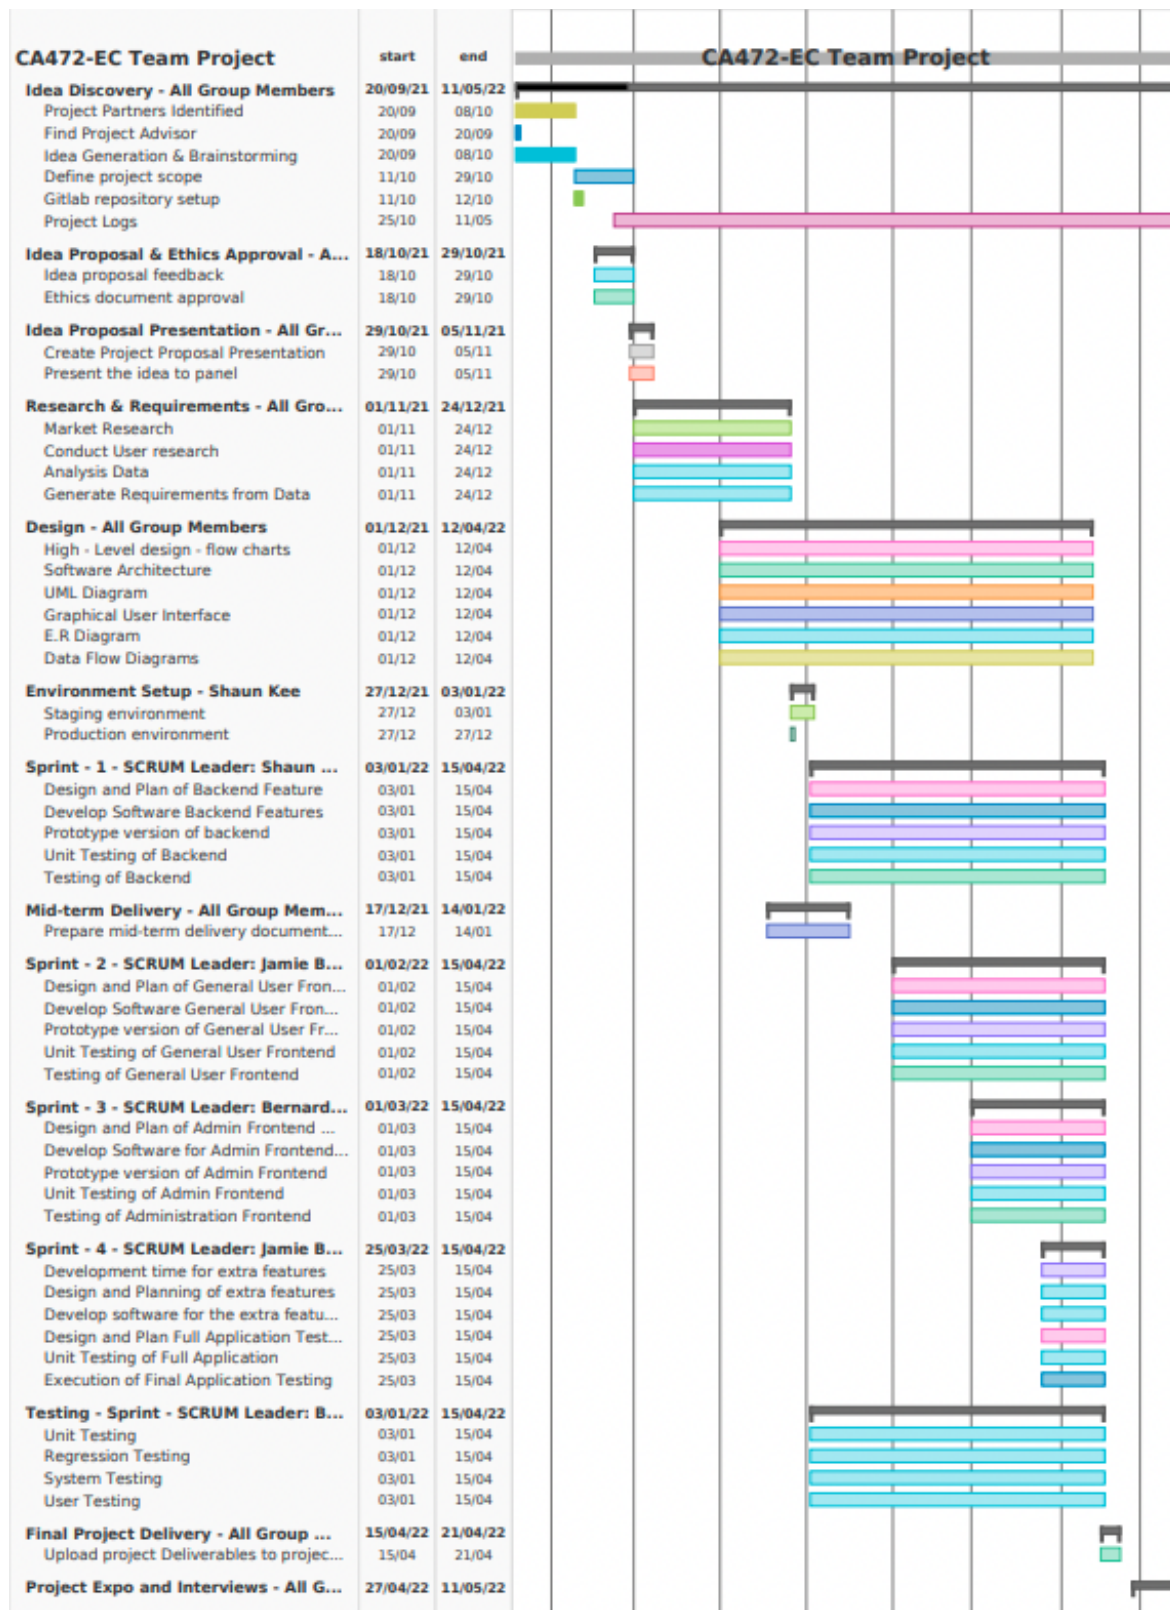 CA472-EC Team Project start end CA472-EC Team Project
Idea Discovery - All Group Members 20/09/21 11/05/22
Project Partners Identified 20/09 08/10
Find Project Advisor 20/09 20/09
Idea Generation & Brainstorming 20/09 08/10
Define project scope 11/10 29/10
Gitlab repository setup 11/10 12/10
Project Logs 25/10 11/05
Idea Proposal & Ethics Approval - A... 18/10/21 29/10/21
Idea proposal feedback 18/10 29/10
Ethics document approval 18/10 29/10
Idea Proposal Presentation - All Gr... 29/10/21 05/11/21
Create Project Proposal Presentation 29/10 05/11
Present the idea to panel 29/10 05/11
Research & Requirements - All Gro... 01/11/21 24/12/21
Market Research 01/11 24/12
Conduct User research 01/11 24/12
Analysis Data 01/11 24/12
Generate Requirements from Data 01/11 24/12
Design - All Group Members 01/12/21 12/04/22
High - Level design - flow charts 01/12 12/04
Software Architecture 01/12 12/04
UML Diagram 01/12 12/04
Graphical User Interface 01/12 12/04
E.R Diagram 01/12 12/04
Data Flow Diagrams 01/12 12/04
Environment Setup - Shaun Kee 27/12/21 03/01/22
Staging environment 27/12 03/01
Production environment 27/12 27/12
Sprint - 1 - SCRUM Leader: Shaun ... 03/01/22 15/04/22
Design and Plan of Backend Feature 03/01 15/04
Develop Software Backend Features 03/01 15/04
Prototype version of backend 03/01 15/04
Unit Testing of Backend 03/01 15/04
Testing of Backend 03/01 15/04
Mid-term Delivery - All Group Mem... 17/12/21 14/01/22
Prepare mid-term delivery document... 17/12 14/01
Sprint - 2 - SCRUM Leader: Jamie B... 01/02/22 15/04/22
Design and Plan of General User Fron... 01/02 15/04
Develop Software General User Fron... 01/02 15/04
Prototype version of General User Fr... 01/02 15/04
Unit Testing of General User Frontend 01/02 15/04
Testing of General User Frontend 01/02 15/04
Sprint - 3 - SCRUM Leader: Bernard... 01/03/22 15/04/22
Design and Plan of Admin Frontend ... 01/03 15/04
Develop Software for Admin Frontend... 01/03 15/04
Prototype version of Admin Frontend 01/03 15/04
Unit Testing of Admin Frontend 01/03 15/04
Testing of Administration Frontend 01/03 15/04
Sprint - 4 - SCRUM Leader: Jamie B... 25/03/22 15/04/22
Development time for extra features 25/03 15/04
Design and Planning of extra features 25/03 15/04
Develop software for the extra featu... 25/03 15/04
Design and Plan Full Application Test... 25/03 15/04
Unit Testing of Full Application 25/03 15/04
Execution of Final Application Testing 25/03 15/04
Testing - Sprint - SCRUM Leader: B... 03/01/22 15/04/22
Unit Testing 03/01 15/04
Regression Testing 03/01 15/04
System Testing 03/01 15/04
User Testing 03/01 15/04
Final Project Delivery - All Group ... 15/04/22 21/04/22
Upload project Deliverables to projec... 15/04 21/04
Project Expo and Interviews - All G... 27/04/22 11/05/22